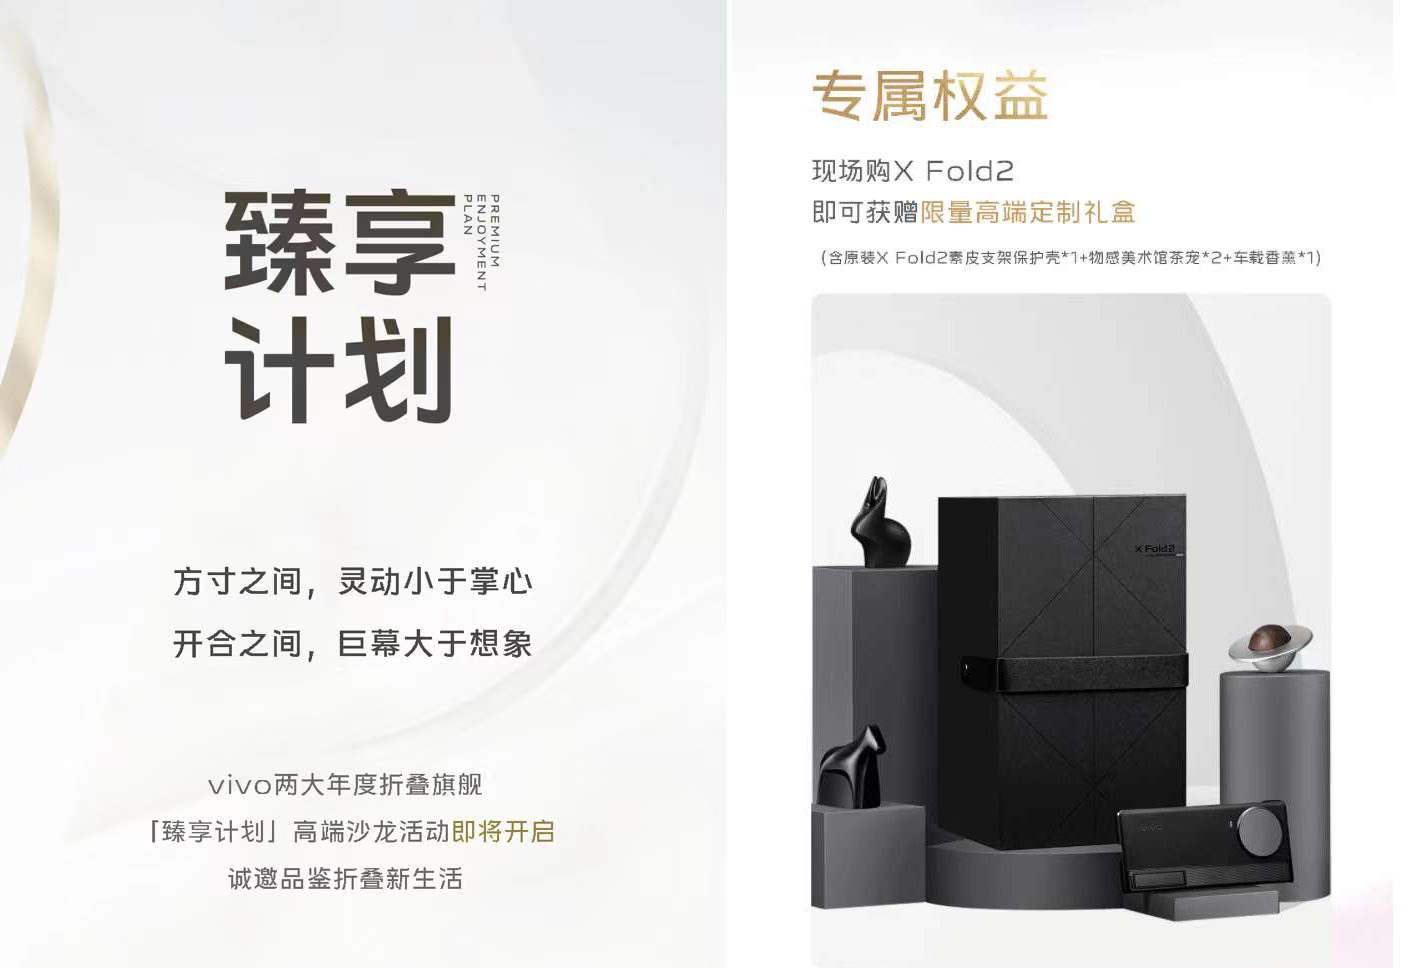 臻享
计划
PREMIUM
ENJOYMENT
PLAN
方寸之间，灵动小于掌心
开合之间，巨幕大于想象
vivo两大年度折叠旗舰
「臻享计划」高端沙龙活动即将开启
诚邀品鉴折叠新生活
专属权益
现场购X Fold2
即可获赠限量高端定制礼盒
(含原装X Fold2素皮支架保护壳*1+物感美术馆茶宠*2+车载香薰*1)
X Fold2
vivo